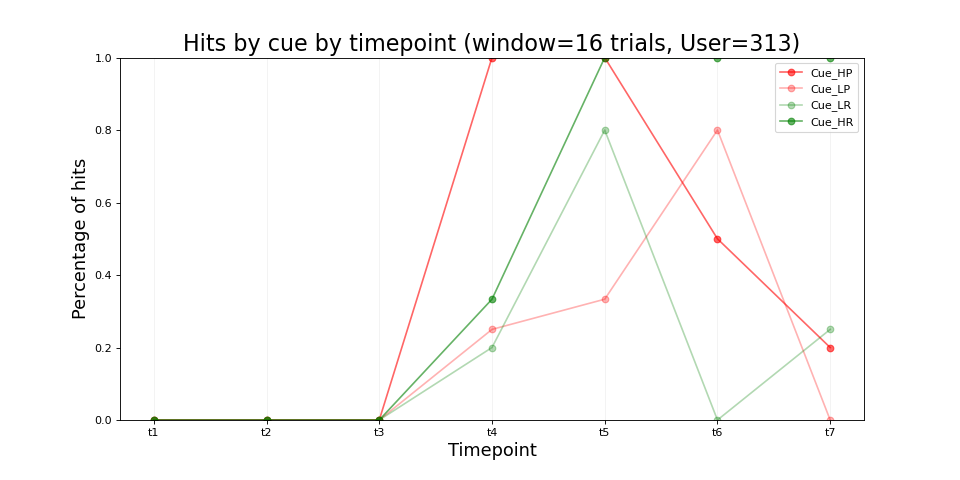 Hits by cue by timepoint (window=16 trials, User=313)
Cue_HP
Cue_LP
Cue_LR
Cue_HR
Percentage of hits
1.0
0.8
0.6
0.4
0.2
0.0
t1 t2 t3 t4 t5 t6 t7
Timepoint